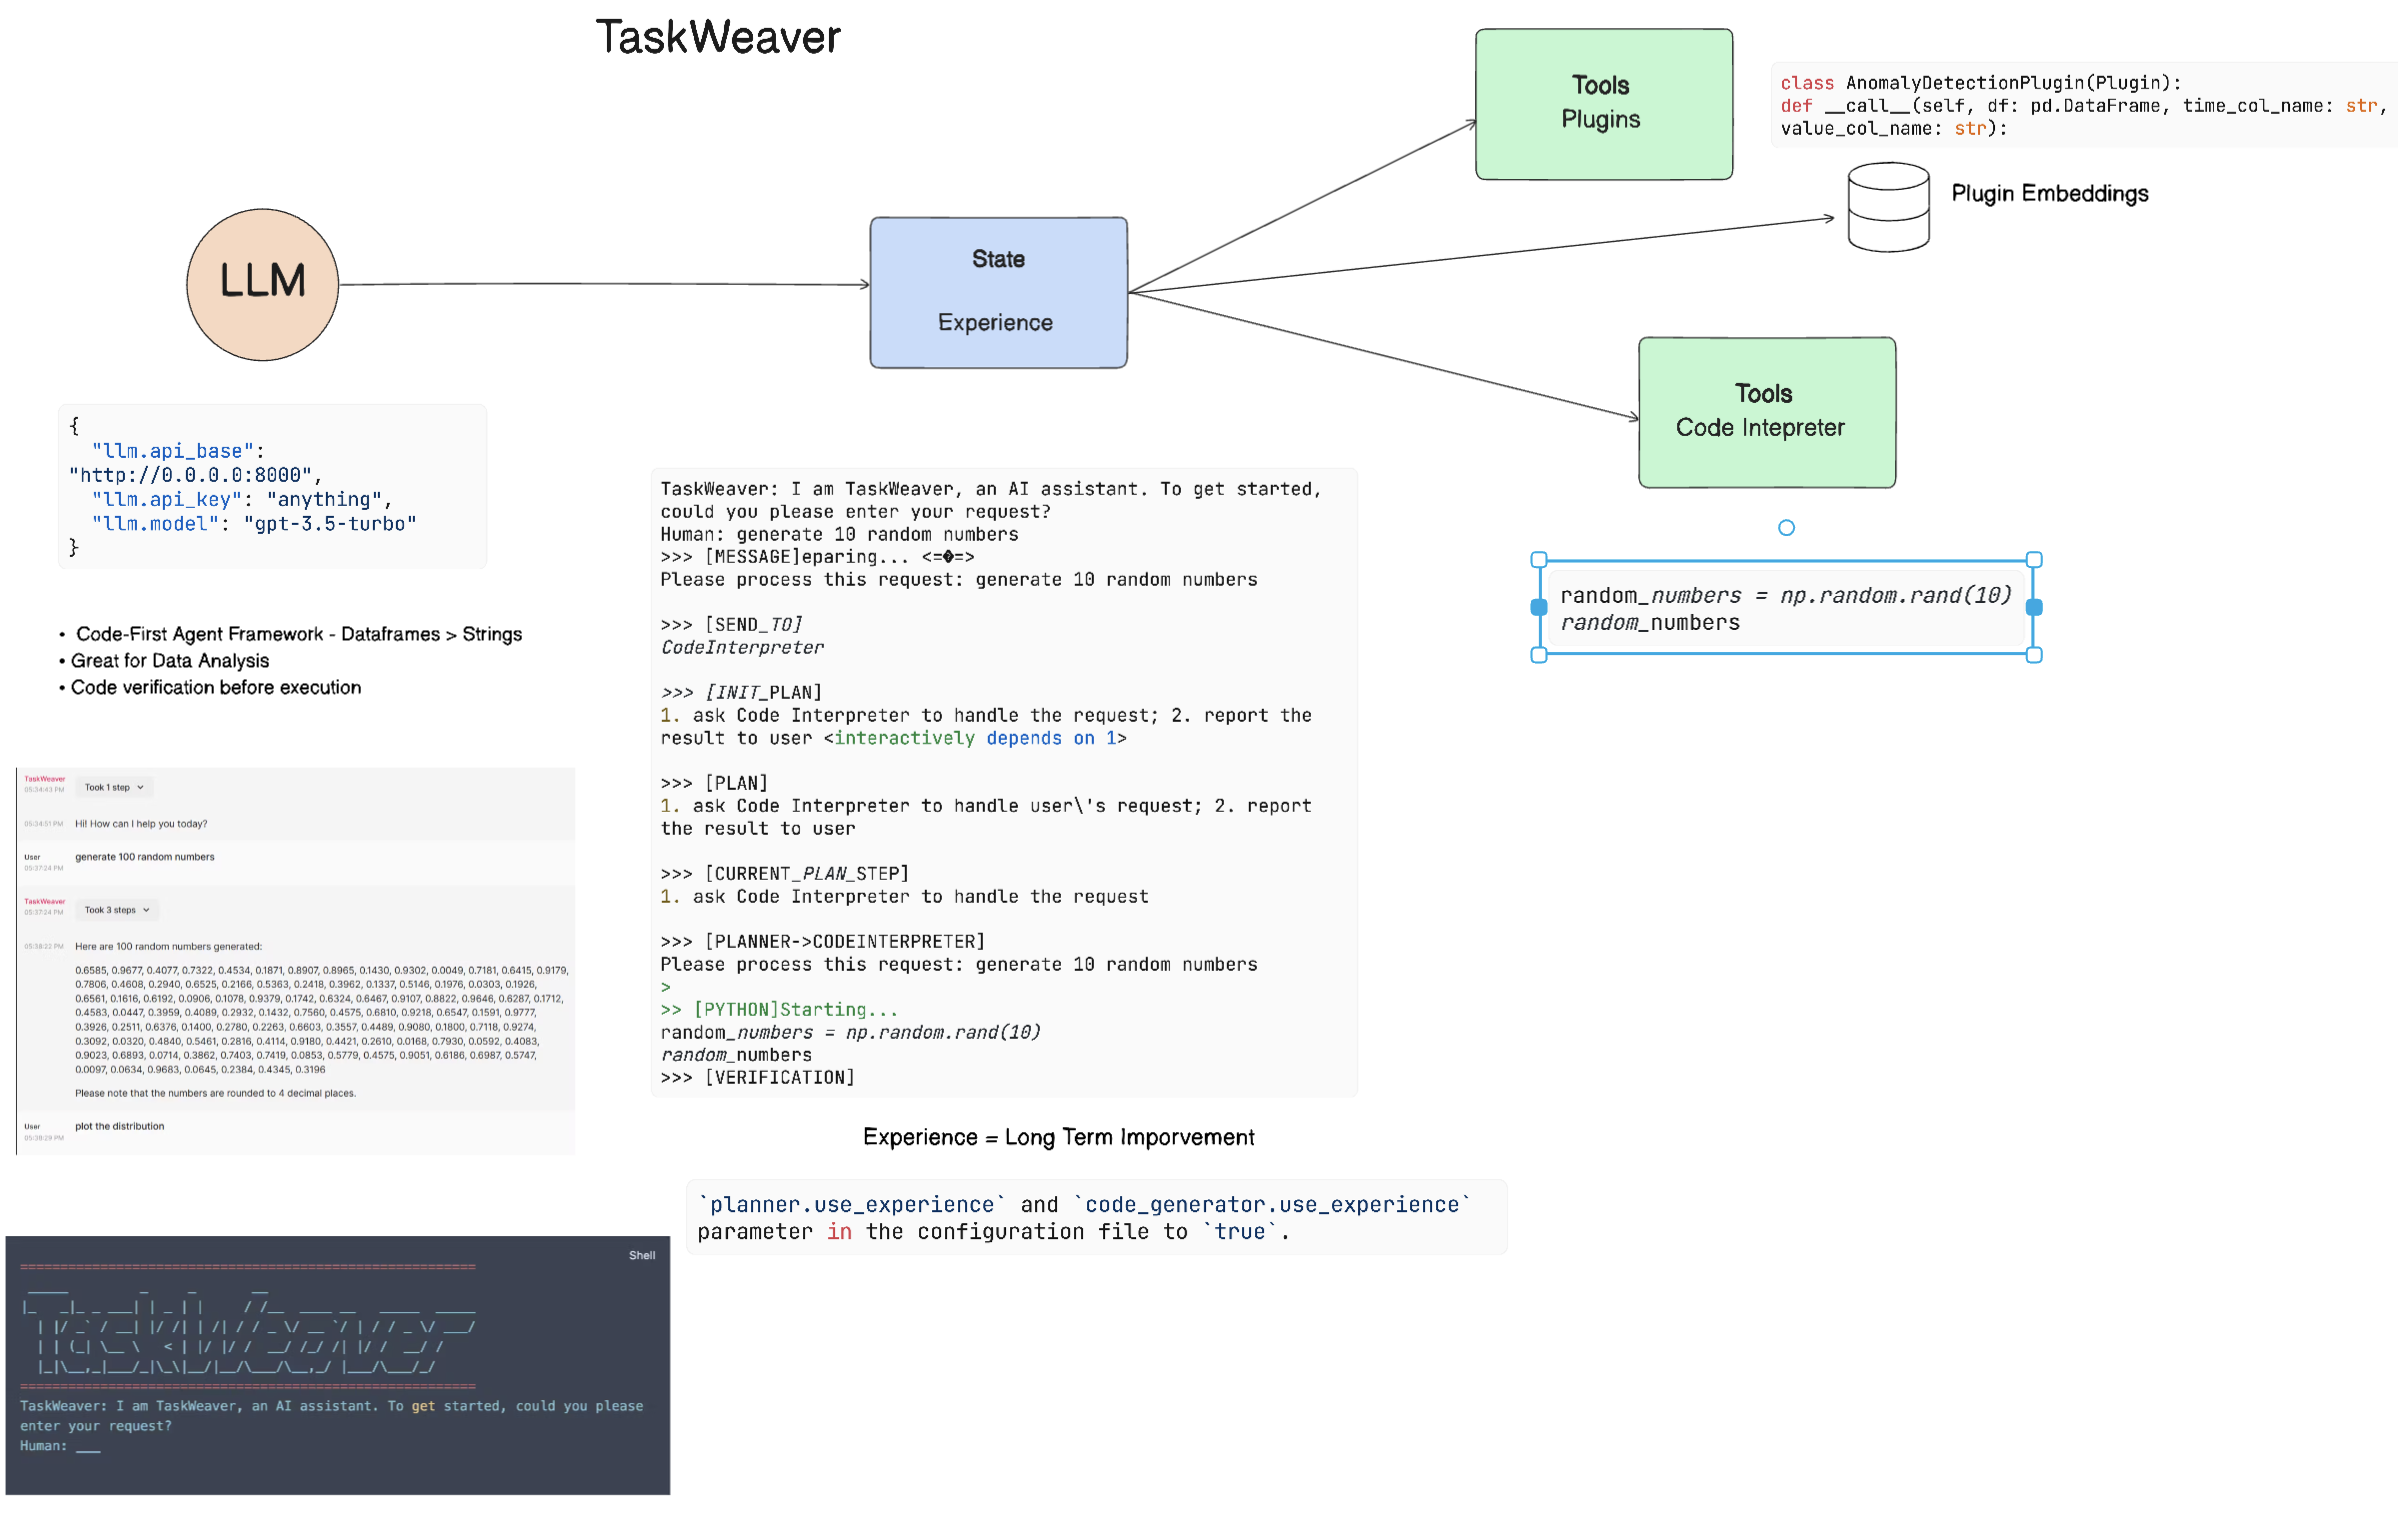 TaskWeaver
Tools
Plugins
class AnomalyDetectionPlugin(Plugin):
def __call__(self, df: pd.DataFrame, time_col_name: str,
value_col_name: str):
Plugin Embeddings
LLM
State
Experience
Tools
Code Intepreter
{
"llm.api_base":
"http://0.0.0.0:8000",
"llm.api_key": "anything",
"llm.model": "gpt-3.5-turbo"
}
• Code-First Agent Framework - Dataframes > Strings
• Great for Data Analysis
• Code verification before execution
TaskWeaver: I am TaskWeaver, an AI assistant. To get started,
could you please enter your request?
Human: generate 10 random numbers
>>> [MESSAGE]eparing... <=�=>
Please process this request: generate 10 random numbers
>>> [SEND_TO]
CodeInterpreter
>>> [INIT_PLAN]
1. ask Code Interpreter to handle the request; 2. report the
result to user <interactively depends on 1>
>>> [PLAN]
1. ask Code Interpreter to handle user\'s request; 2. report
the result to user
>>> [CURRENT_PLAN_STEP]
1. ask Code Interpreter to handle the request
>>> [PLANNER->CODEINTERPRETER]
Please process this request: generate 10 random numbers
>
>> [PYTHON]Starting...
random_numbers = np.random.rand(10)
random_numbers
>>> [VERIFICATION]
random_numbers = np.random.rand(10)
random_numbers
TaskWeaver
05:34:43 PM
Took 1 step
05:34:51 PM
Hi! How can I help you today?
User
05:37:24 PM
generate 100 random numbers
TaskWeaver
05:37:24 PM
Took 3 steps
05:38:22 PM
Here are 100 random numbers generated:
0.6585, 0.9677, 0.4077, 0.7322, 0.4534, 0.1871, 0.8907, 0.8965, 0.1430, 0.9302, 0.0049, 0.7181, 0.6415, 0.9179,
0.7806, 0.4608, 0.2940, 0.6525, 0.2166, 0.5363, 0.2418, 0.3962, 0.1337, 0.5146, 0.1976, 0.0303, 0.1926,
0.6561, 0.1616, 0.6192, 0.0906, 0.1078, 0.9379, 0.1742, 0.6324, 0.6467, 0.9107, 0.8822, 0.9646, 0.6287, 0.1712,
0.4583, 0.0447, 0.3959, 0.4089, 0.2932, 0.1432, 0.7560, 0.4575, 0.6810, 0.9218, 0.6547, 0.1591, 0.9777,
0.3926, 0.2511, 0.6376, 0.1400, 0.2780, 0.2263, 0.6603, 0.3557, 0.4489, 0.9080, 0.1800, 0.7118, 0.9274,
0.3092, 0.0320, 0.4840, 0.5461, 0.2816, 0.4114, 0.9180, 0.4421, 0.2610, 0.0168, 0.7930, 0.0592, 0.4083,
0.9023, 0.6893, 0.0714, 0.3862, 0.7403, 0.7419, 0.0853, 0.5779, 0.4575, 0.9051, 0.6186, 0.6987, 0.5747,
0.0097, 0.0634, 0.9683, 0.0645, 0.2384, 0.4345, 0.3196
Please note that the numbers are rounded to 4 decimal places.
User
05:38:29 PM
plot the distribution
Experience = Long Term Imporvement
`planner.use_experience` and `code_generator.use_experience`
parameter in the configuration file to `true`.
Shell
TaskWeaver
TaskWeaver: I am TaskWeaver, an AI assistant. To get started, could you please
enter your request?
Human: ___